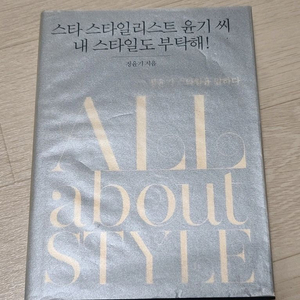 스타 스타일리스트 윤기 씨
내 스타일도 부탁해!
정윤기 지음
ALL
about
STYLE